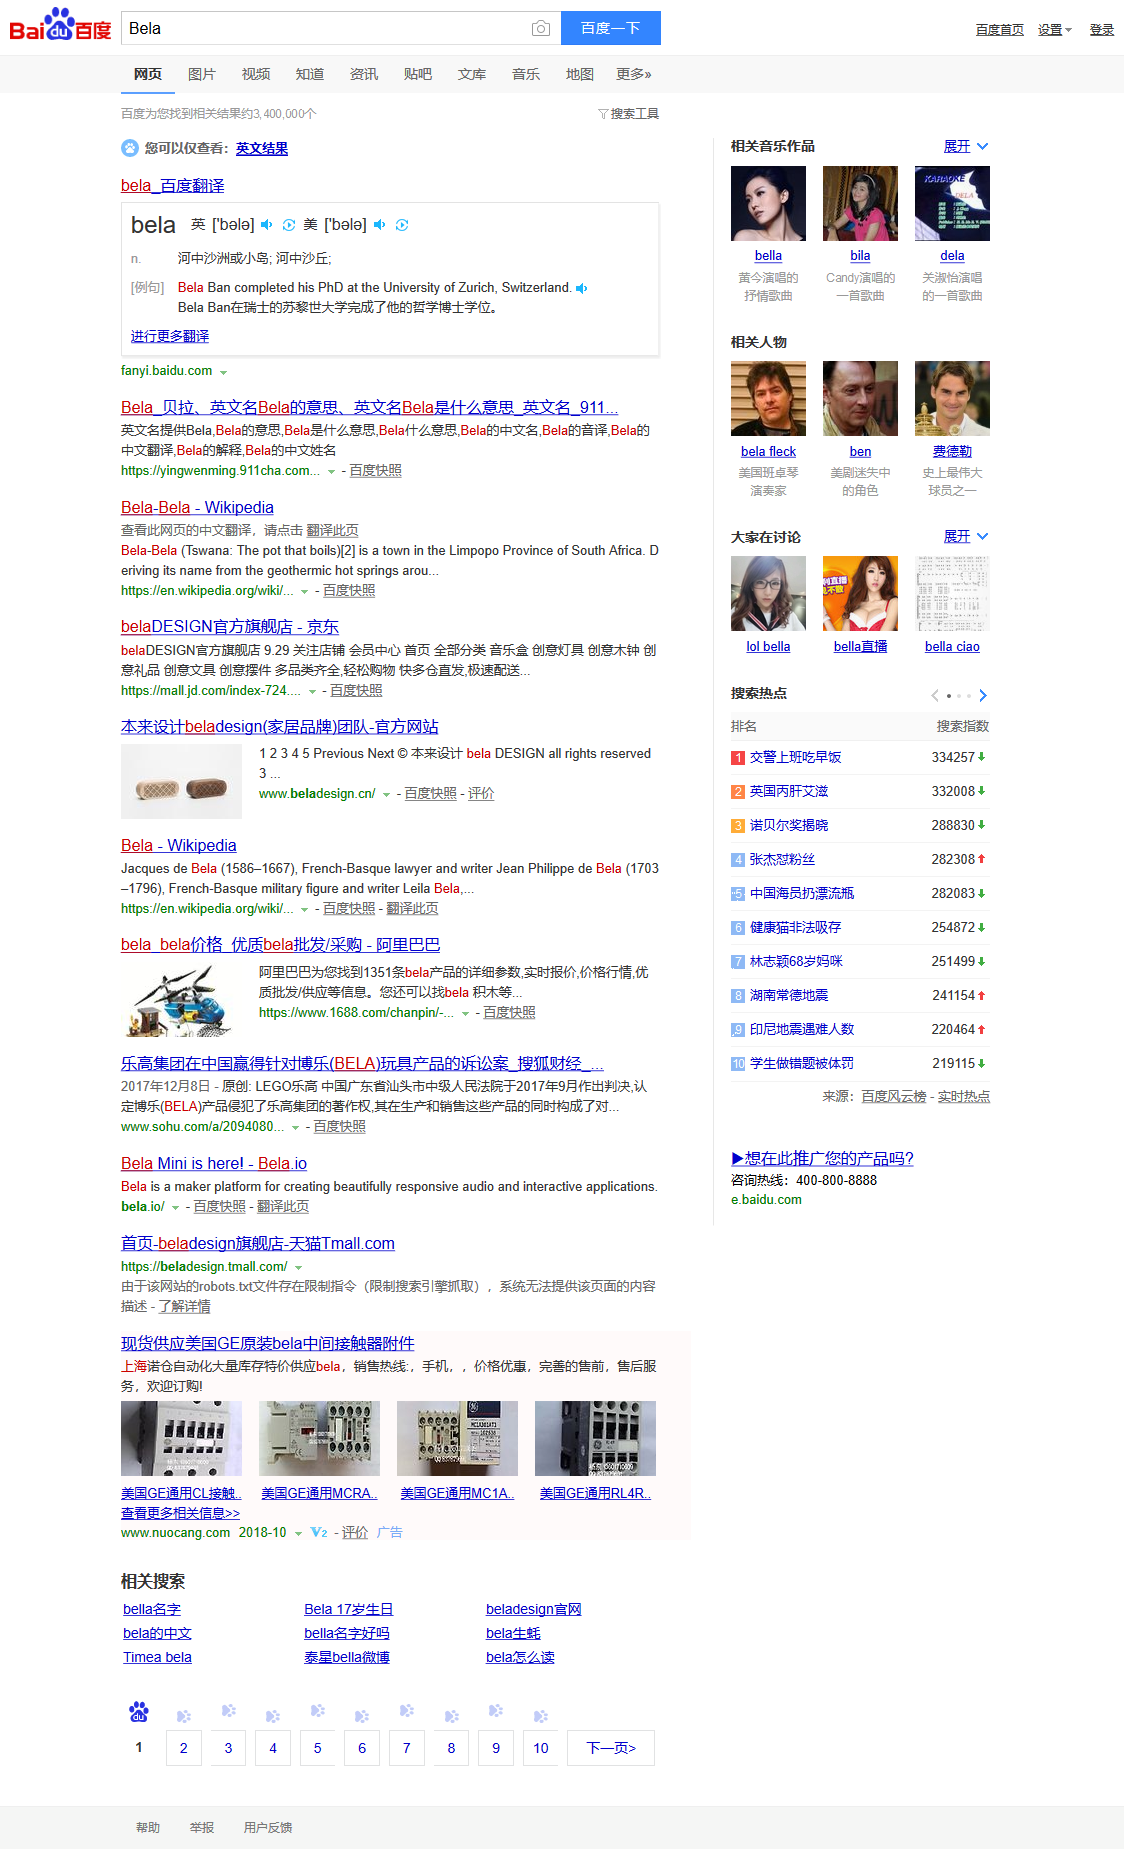 Bai du 百度
Bela
百度一下
百度首页 设置 登录
网页 图片 视频 知道 资讯 贴吧 文库 音乐 地图 更多»
百度为您找到相关结果约3,400,000个
搜索工具
您可以仅查看：英文结果
bela_百度翻译
bela 英 ['bələ] 美 ['bələ]
n. 河中沙洲或小岛; 河中沙丘;
[例句] Bela Ban completed his PhD at the University of Zurich, Switzerland.
Bela Ban在瑞士的苏黎世大学完成了他的哲学博士学位。
进行更多翻译
fanyi.baidu.com
Bela_贝拉、英文名Bela的意思、英文名Bela是什么意思_英文名_911...
英文名提供Bela,Bela的意思,Bela是什么意思,Bela什么意思,Bela的中文名,Bela的音译,Bela的
中文翻译,Bela的解释,Bela的中文姓名
https://yingwenming.911cha.com... - 百度快照
Bela-Bela - Wikipedia
查看此网页的中文翻译，请点击 翻译此页
Bela-Bela (Tswana: The pot that boils)[2] is a town in the Limpopo Province of South Africa. D
eriving its name from the geothermic hot springs arou...
https://en.wikipedia.org/wiki/... - 百度快照
belaDESIGN官方旗舰店 - 京东
belaDESIGN官方旗舰店 9.29 关注店铺 会员中心 首页 全部分类 音乐盒 创意灯具 创意木钟 创
意礼品 创意文具 创意摆件 多品类齐全,轻松购物 快多仓直发,极速配送...
https://mall.jd.com/index-724.... - 百度快照
本来设计beladesign(家居品牌)团队-官方网站
1 2 3 4 5 Previous Next © 本来设计 bela DESIGN all rights reserved
3 ...
www.beladesign.cn/ - 百度快照 - 评价
Bela - Wikipedia
Jacques de Bela (1586–1667), French-Basque lawyer and writer Jean Philippe de Bela (1703
–1796), French-Basque military figure and writer Leila Bela,...
https://en.wikipedia.org/wiki/... - 百度快照 - 翻译此页
bela_bela价格_优质bela批发/采购 - 阿里巴巴
阿里巴巴为您找到1351条bela产品的详细参数,实时报价,价格行情,优
质批发/供应等信息。您还可以找bela 积木等...
https://www.1688.com/chanpin/-... - 百度快照
乐高集团在中国赢得针对博乐(BELA)玩具产品的诉讼案_搜狐财经_...
2017年12月8日 - 原创: LEGO乐高 中国广东省汕头市中级人民法院于2017年9月作出判决,认
定博乐(BELA)产品侵犯了乐高集团的著作权,其在生产和销售这些产品的同时构成了对...
www.sohu.com/a/2094080... - 百度快照
Bela Mini is here! - Bela.io
Bela is a maker platform for creating beautifully responsive audio and interactive applications.
bela.io/ - 百度快照 - 翻译此页
首页-beladesign旗舰店-天猫Tmall.com
https://beladesign.tmall.com/
由于该网站的robots.txt文件存在限制指令（限制搜索引擎抓取），系统无法提供该页面的内容
描述 - 了解详情
现货供应美国GE原装bela中间接触器附件
上海诺仓自动化大量库存特价供应bela，销售热线:，手机，，价格优惠，完善的售前，售后服
务，欢迎订购!
美国GE通用CL接触.. 美国GE通用MCRA.. 美国GE通用MC1A.. 美国GE通用RL4R..
查看更多相关信息>>
www.nuocang.com 2018-10 V2 - 评价 广告
相关搜索
bella名字 Bela 17岁生日 beladesign官网
bela的中文 bella名字好吗 bela生蚝
Timea bela 泰星bella微博 bela怎么读
du
1 2 3 4 5 6 7 8 9 10 下一页>
帮助 举报 用户反馈
相关音乐作品 展开
KARAOKE
DELA
bella bila dela
黄今演唱的 Candy演唱的 关淑怡演唱
抒情歌曲 一首歌曲 的一首歌曲
相关人物
bela fleck ben 费德勒
美国班卓琴 美剧迷失中 史上最伟大
演奏家 的角色 球员之一
大家在讨论 展开
lol bella bella直播 bella ciao
搜索热点
排名 搜索指数
1 交警上班吃早饭 334257
2 英国丙肝艾滋 332008
3 诺贝尔奖揭晓 288830
4 张杰怼粉丝 282308
5 中国海员扔漂流瓶 282083
6 健康猫非法吸存 254872
7 林志颖68岁妈咪 251499
8 湖南常德地震 241154
9 印尼地震遇难人数 220464
10 学生做错题被体罚 219115
来源：百度风云榜 - 实时热点
▶想在此推广您的产品吗?
咨询热线：400-800-8888
e.baidu.com